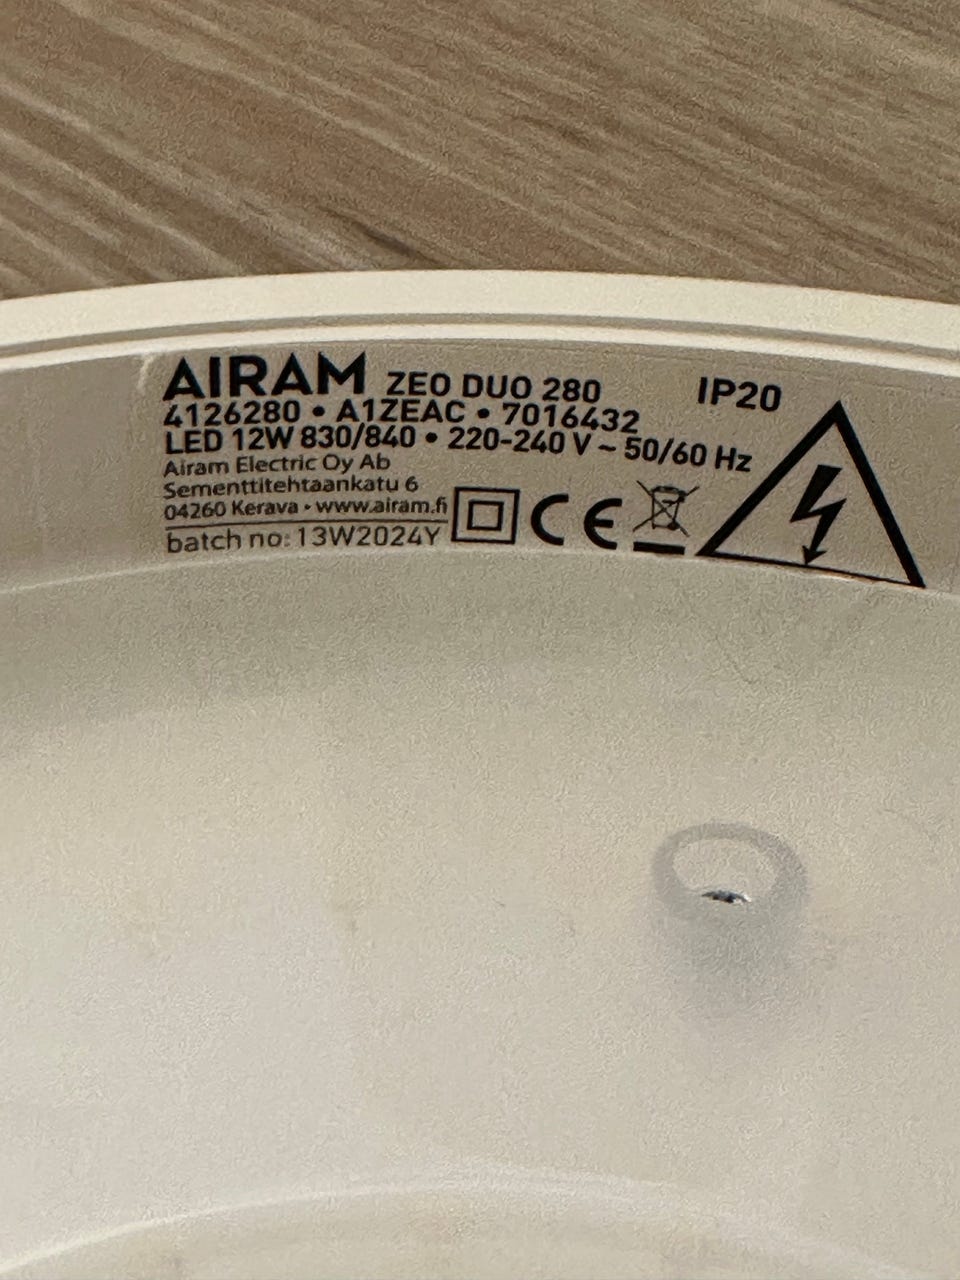 AIRAM ZEO DUO 280 IP20
4126280 • A1ZEAC • 7016432
LED 12W 830/840 • 220-240 V ~ 50/60 Hz
Airam Electric Oy Ab
Sementtitehtaankatu 6
04260 Kerava • www.airam.fi
batch no: 13W2024Y CE